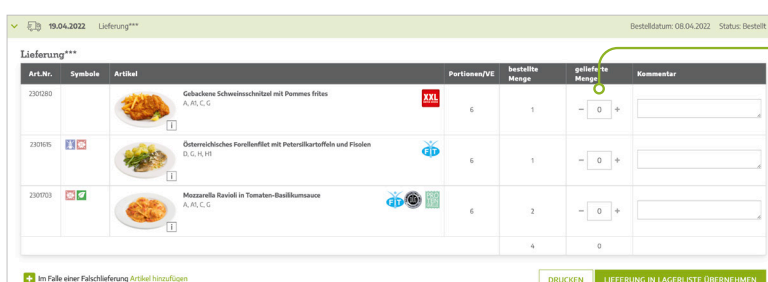 19.04.2022 Lieferung*** Bestelldatum: 08.04.2022 Status: Bestellt
Lieferung***
Art.Nr. Symbole Artikel Portionen/VE bestellte Menge gelieferte Menge Kommentar
2301280 Gebackene Schweinsschnitzel mit Pommes frites XXL 6 1 − 0 +
A, A1, C, G
i
2301615 Österreichisches Forellenfilet mit Petersilkartoffeln und Fisolen FIT 6 1 − 0 +
D, G, H, H1
i
2301703 Mozzarella Ravioli in Tomaten-Basilikumsauce FIT 6 2 − 0 +
A, A1, C, G
i
4 0
+ Im Falle einer Falschlieferung Artikel hinzufügen DRUCKEN LIEFERUNG IN LAGERLISTE ÜBERNEHMEN